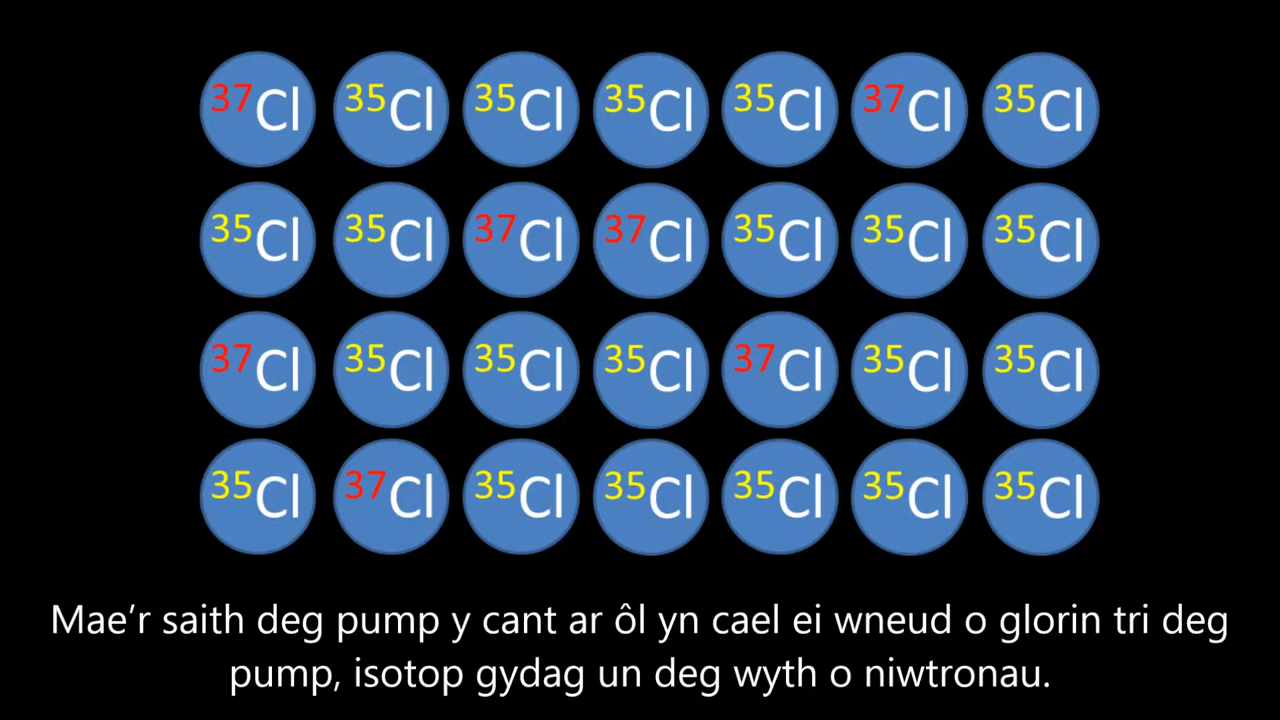 ³⁷Cl ³⁵Cl ³⁵Cl ³⁵Cl ³⁵Cl ³⁷Cl ³⁵Cl
³⁵Cl ³⁵Cl ³⁷Cl ³⁷Cl ³⁵Cl ³⁵Cl ³⁵Cl
³⁷Cl ³⁵Cl ³⁵Cl ³⁵Cl ³⁷Cl ³⁵Cl ³⁵Cl
³⁵Cl ³⁷Cl ³⁵Cl ³⁵Cl ³⁵Cl ³⁵Cl ³⁵Cl
Mae’r saith deg pump y cant ar ôl yn cael ei wneud o glorin tri deg
pump, isotop gydag un deg wyth o niwtronau.